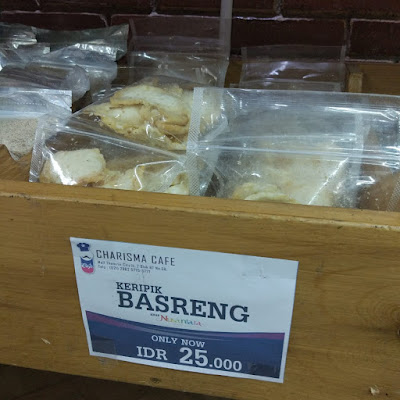 CHARISMA CAFE
KERIPIK
BASRENG
ONLY NOW
IDR 25.000